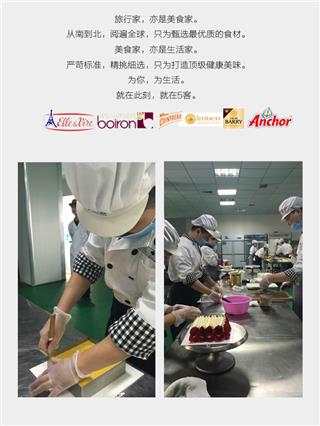 旅行家，亦是美食家。
从南到北，阅遍全球，只为甄选最优质的食材。
美食家，亦是生活家。
严苛标准，精挑细选，只为打造顶级健康美味。
为你，为生活。
就在此刻，就在5客。
Elle&Vire boiron BARRY Anchor